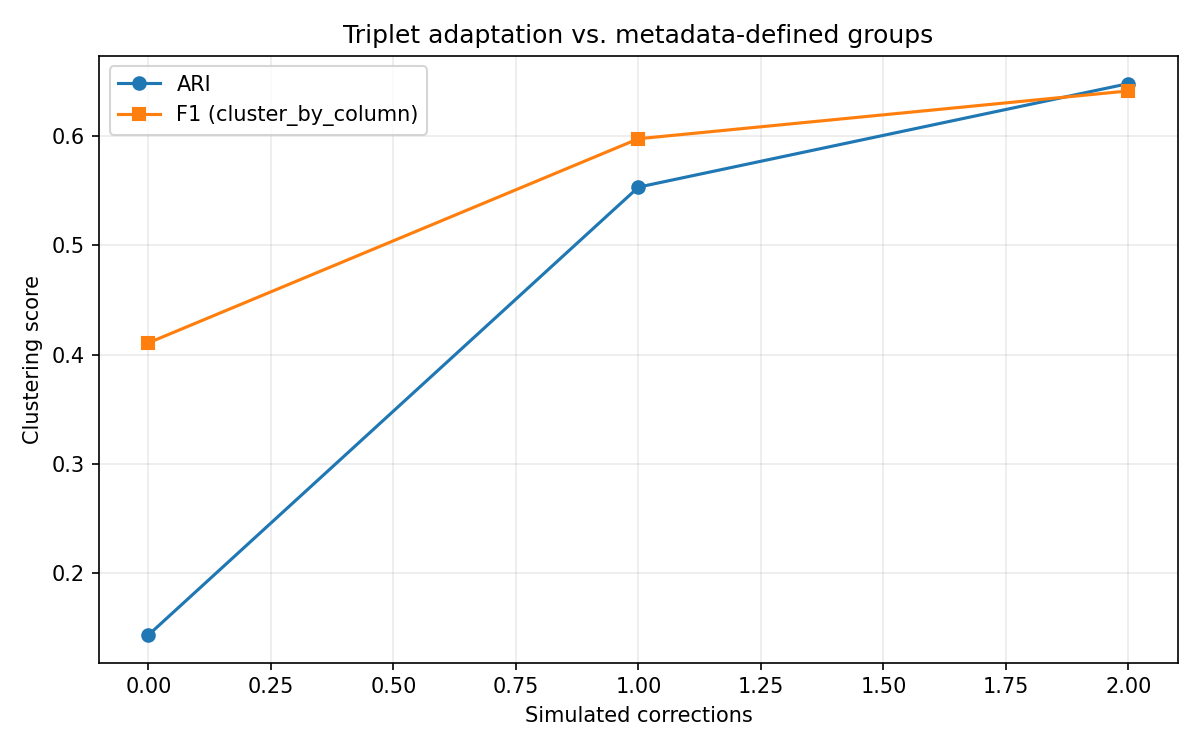 Triplet adaptation vs. metadata-defined groups
ARI
F1 (cluster_by_column)
Clustering score
0.6
0.5
0.4
0.3
0.2
0.00 0.25 0.50 0.75 1.00 1.25 1.50 1.75 2.00
Simulated corrections